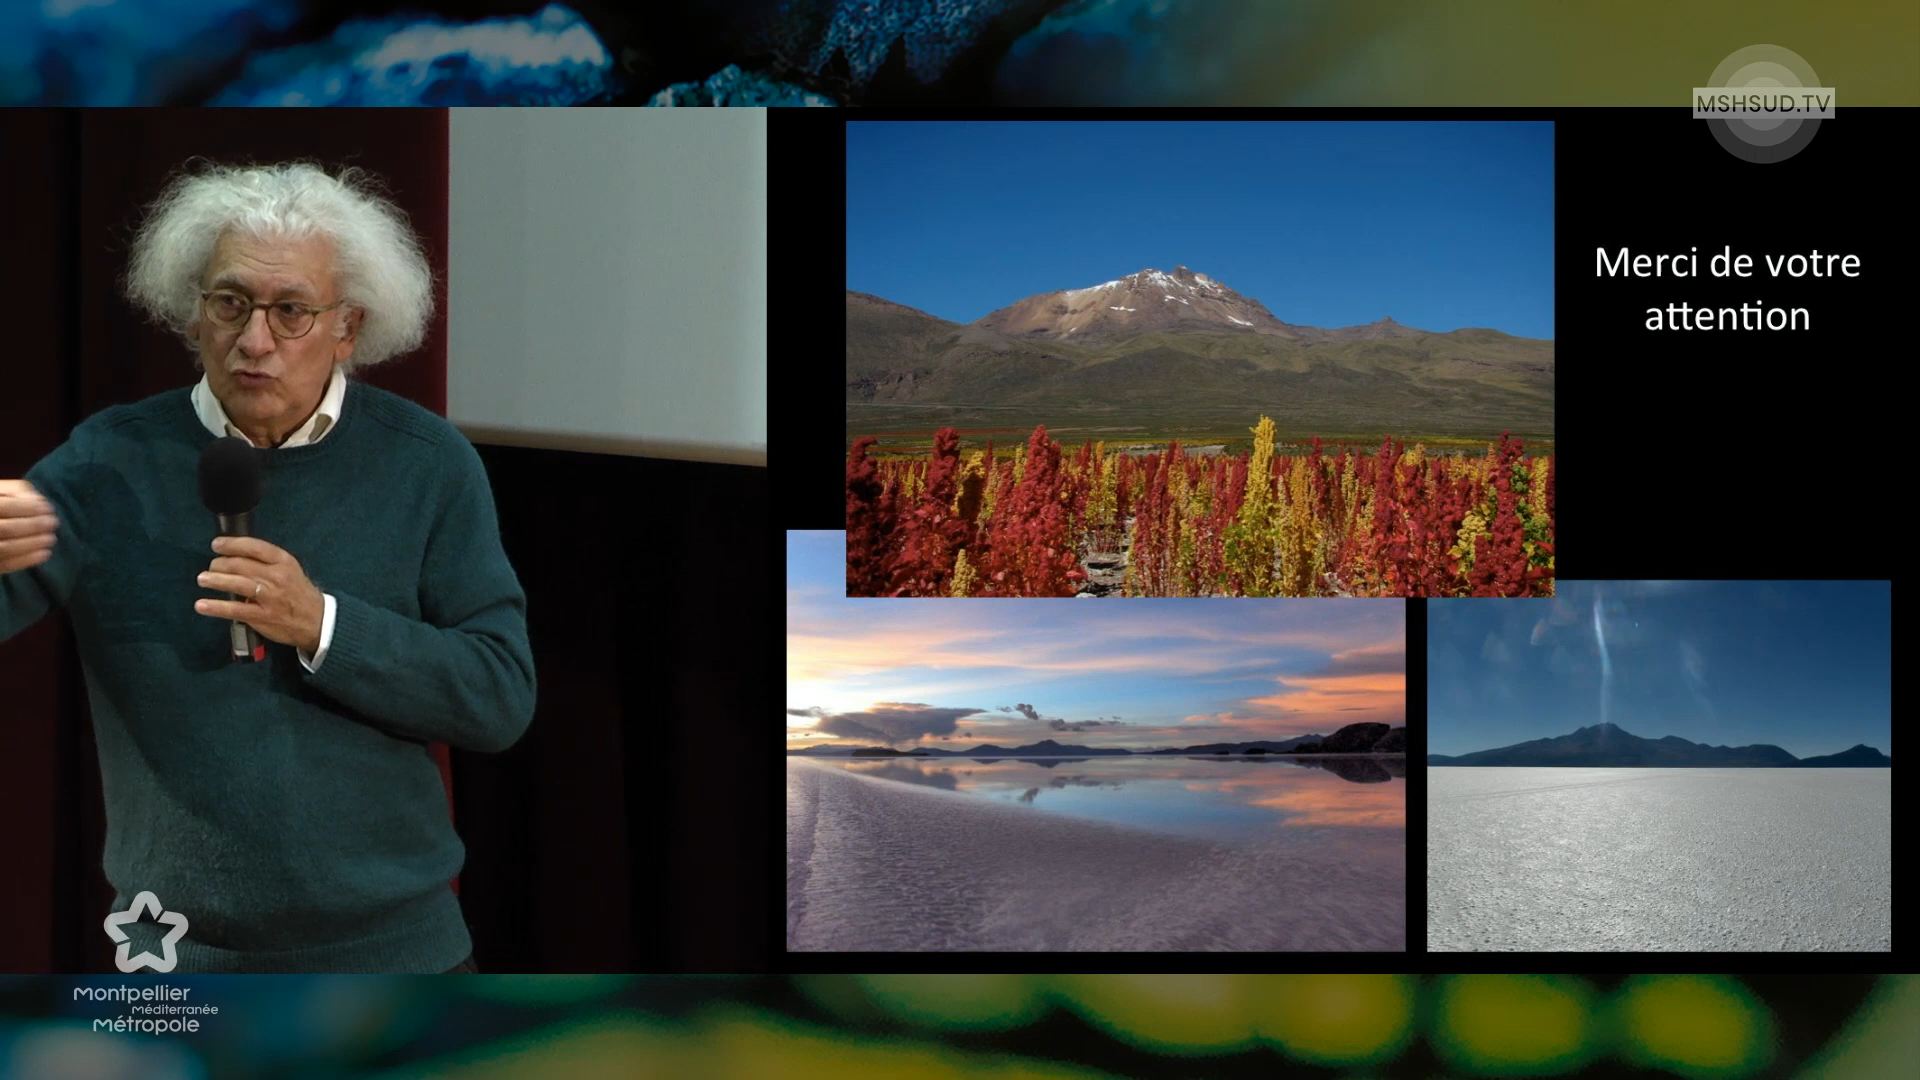 MSHSUD.TV
Merci de votre
attention
montpellier
méditerranée
métropole